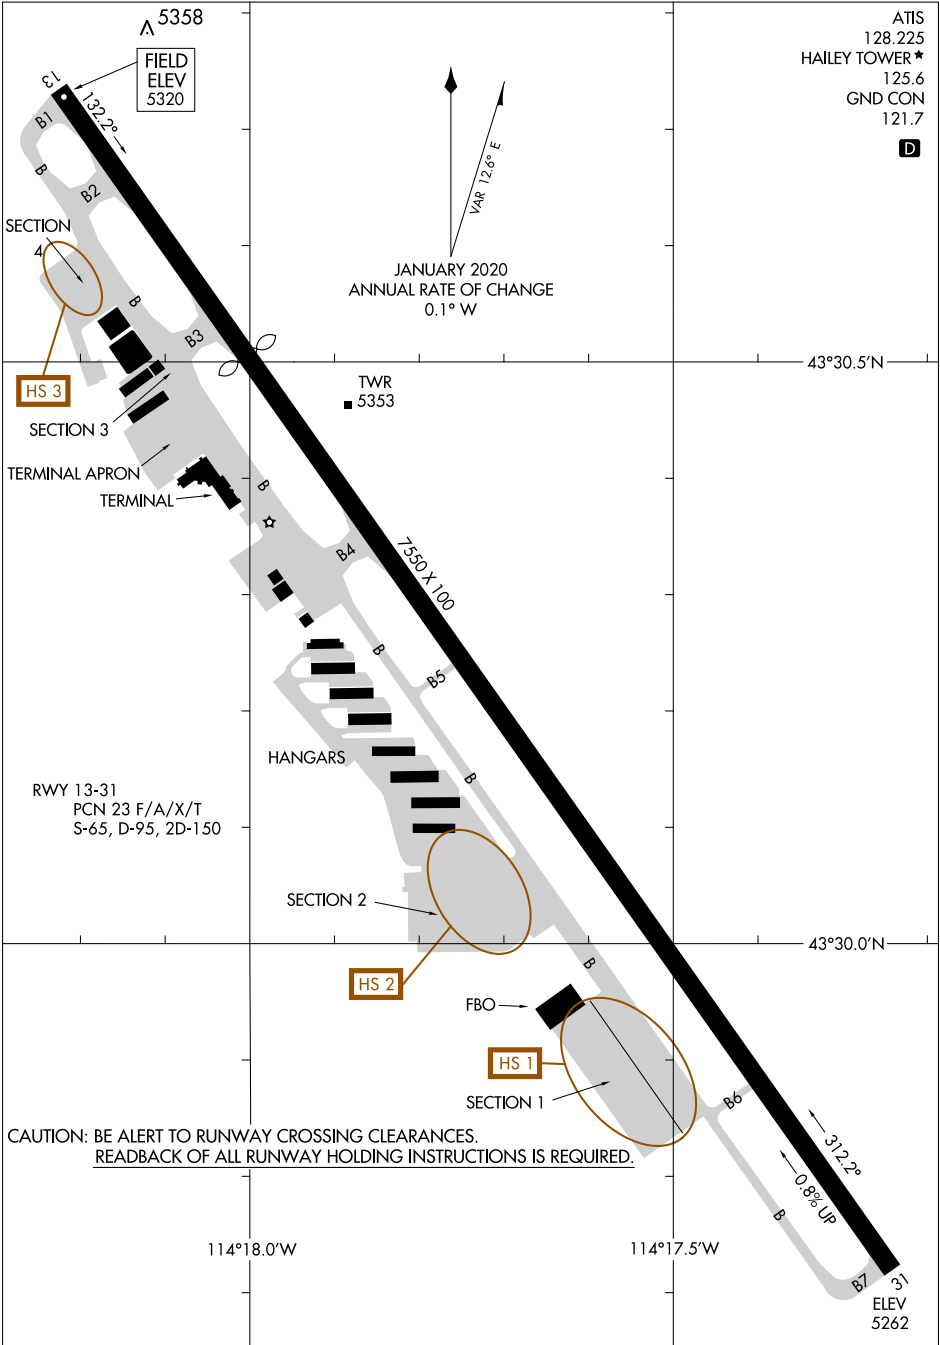 5358
FIELD
ELEV
5320
ATIS
128.225
HAILEY TOWER★
125.6
GND CON
121.7
D
13
132.2°
B1
B
B2
VAR 12.6° E
JANUARY 2020
ANNUAL RATE OF CHANGE
0.1° W
SECTION
4
B
B3
HS 3
43°30.5'N
TWR
5353
SECTION 3
TERMINAL APRON
TERMINAL
B
B4
7550 X 100
B
B5
HANGARS
B
RWY 13-31
PCN 23 F/A/X/T
S-65, D-95, 2D-150
SECTION 2
43°30.0'N
HS 2
B
FBO
HS 1
SECTION 1
B6
CAUTION: BE ALERT TO RUNWAY CROSSING CLEARANCES.
READBACK OF ALL RUNWAY HOLDING INSTRUCTIONS IS REQUIRED.
312.2°
0.8% UP
B
114°18.0'W
114°17.5'W
B7
31
ELEV
5262